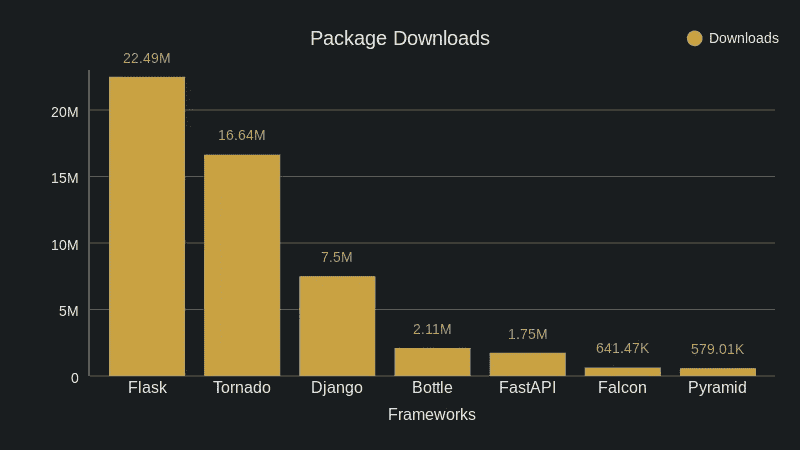 Package Downloads
Downloads
22.49M
16.64M
7.5M
2.11M
1.75M
641.47K
579.01K
20M
15M
10M
5M
0
Flask Tornado Django Bottle FastAPI Falcon Pyramid
Frameworks